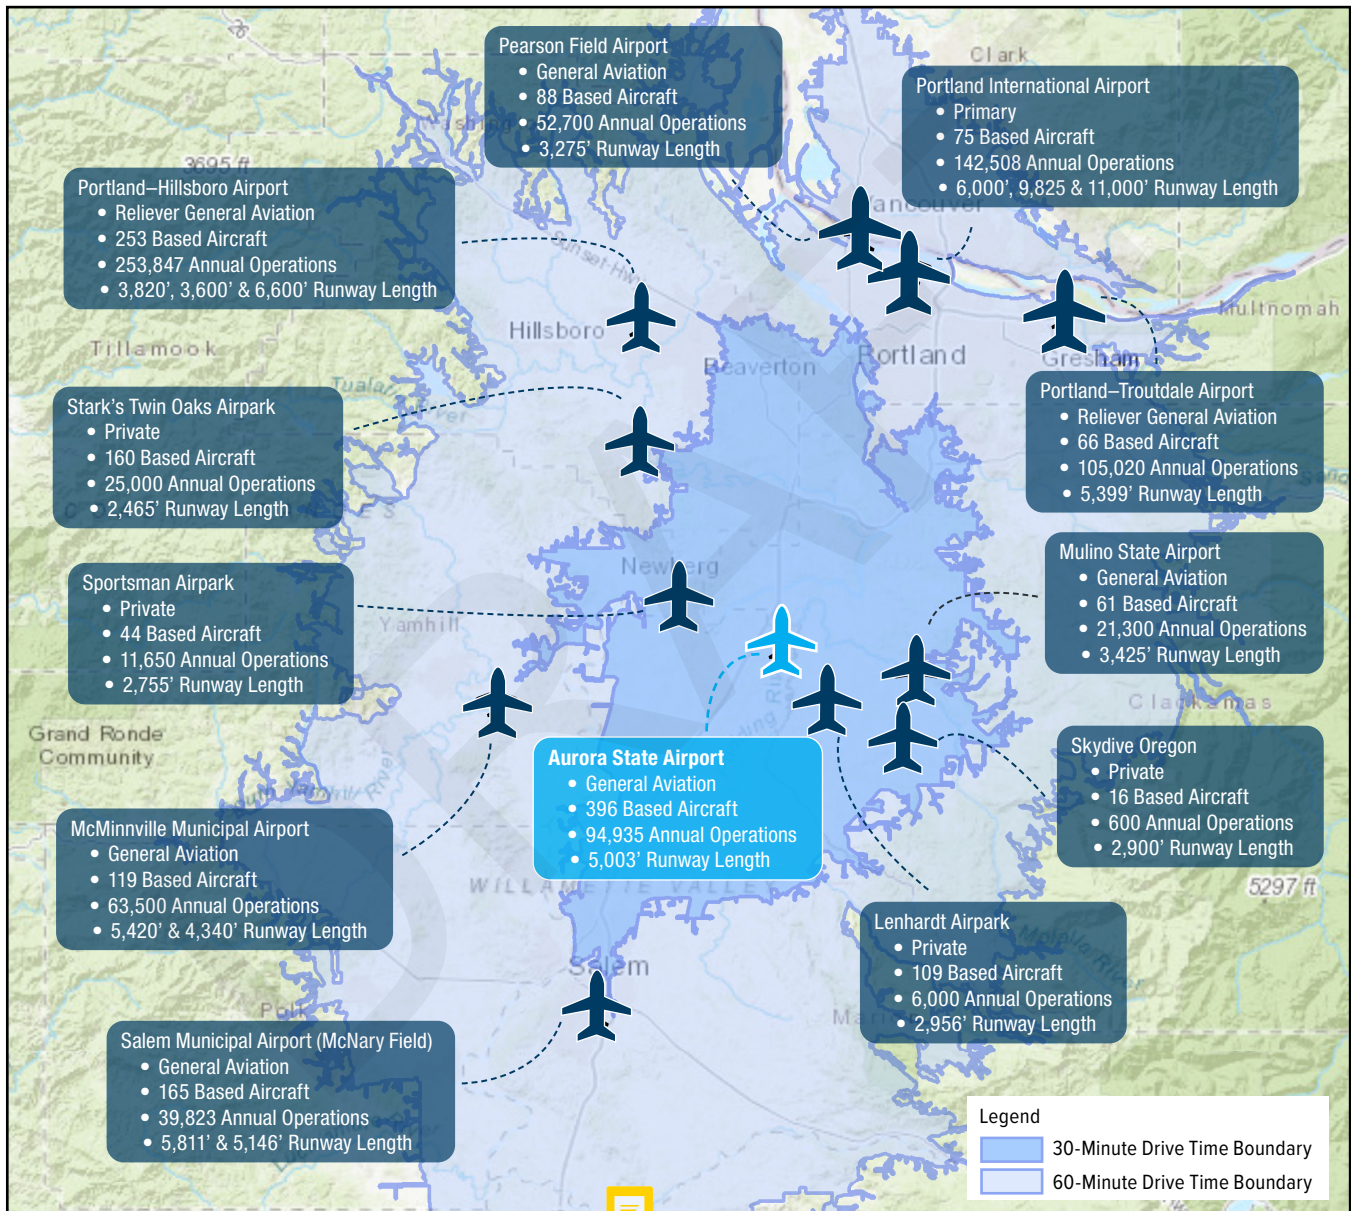 Pearson Field Airport
• General Aviation
• 88 Based Aircraft
• 52,700 Annual Operations
• 3,275’ Runway Length
Clark
Portland International Airport
• Primary
• 75 Based Aircraft
• 142,508 Annual Operations
• 6,000’, 9,825 & 11,000’ Runway Length
3695 ft
Portland–Hillsboro Airport
• Reliever General Aviation
• 253 Based Aircraft
• 253,847 Annual Operations
• 3,820’, 3,600’ & 6,600’ Runway Length
Vancouver
Sunset Hwy
Multnomah
Hillsboro
Tillamook
Beaverton
Portland
Gresham
Stark’s Twin Oaks Airpark
• Private
• 160 Based Aircraft
• 25,000 Annual Operations
• 2,465’ Runway Length
Portland–Troutdale Airport
• Reliever General Aviation
• 66 Based Aircraft
• 105,020 Annual Operations
• 5,399’ Runway Length
Newberg
Sportsman Airpark
• Private
• 44 Based Aircraft
• 11,650 Annual Operations
• 2,755’ Runway Length
Yamhill
Mulino State Airport
• General Aviation
• 61 Based Aircraft
• 21,300 Annual Operations
• 3,425’ Runway Length
Clackamas
Grand Ronde
Community
Aurora State Airport
• General Aviation
• 396 Based Aircraft
• 94,935 Annual Operations
• 5,003’ Runway Length
Skydive Oregon
• Private
• 16 Based Aircraft
• 600 Annual Operations
• 2,900’ Runway Length
McMinnville Municipal Airport
• General Aviation
• 119 Based Aircraft
• 63,500 Annual Operations
• 5,420’ & 4,340’ Runway Length
WILLAMETTE VALLEY
5297 ft
Lenhardt Airpark
• Private
• 109 Based Aircraft
• 6,000 Annual Operations
• 2,956’ Runway Length
Salem
Salem Municipal Airport (McNary Field)
• General Aviation
• 165 Based Aircraft
• 39,823 Annual Operations
• 5,811’ & 5,146’ Runway Length
Legend
30-Minute Drive Time Boundary
60-Minute Drive Time Boundary